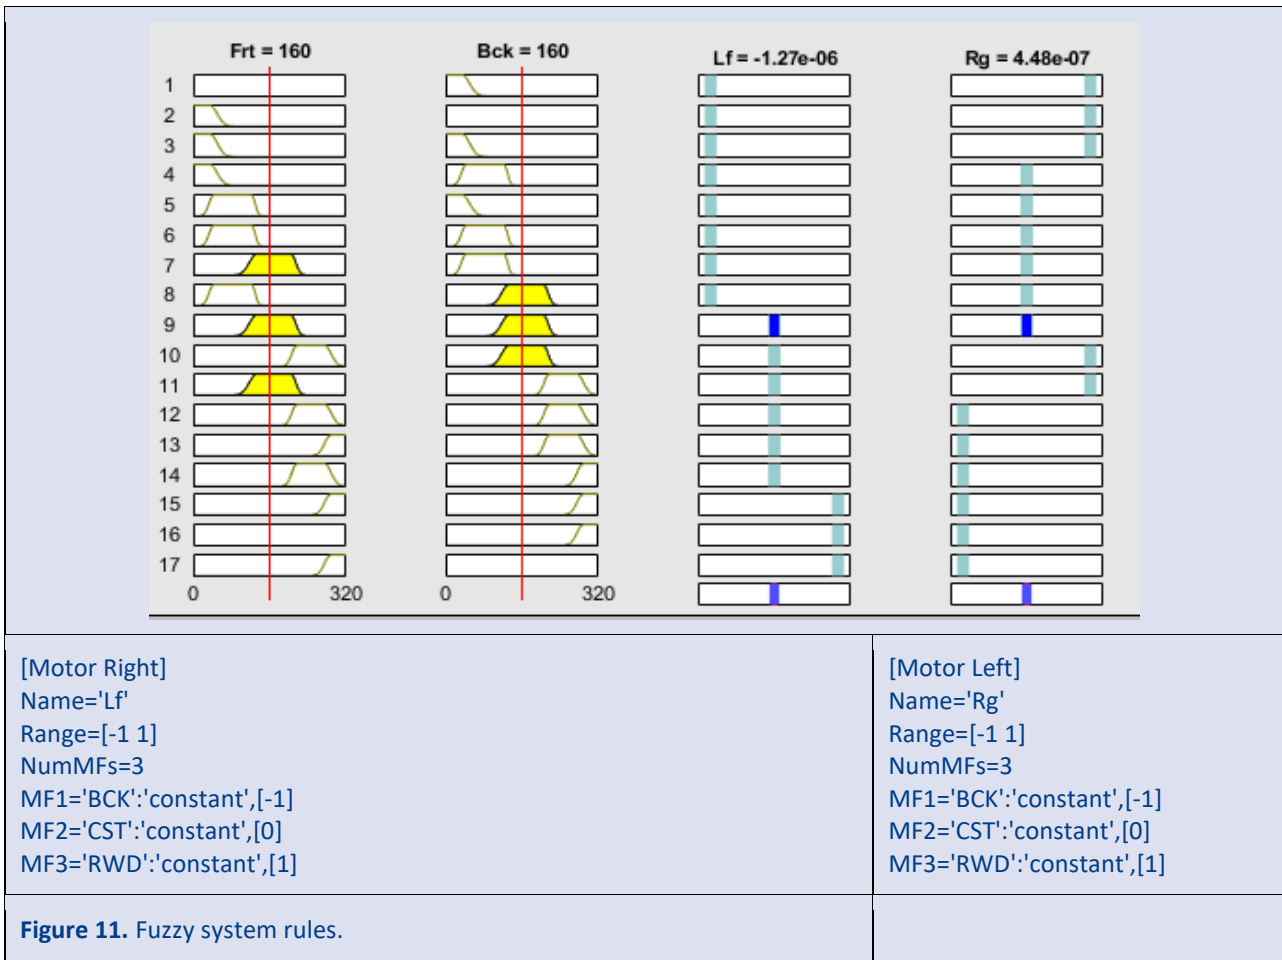 Frt = 160
Bck = 160
Lf = -1.27e-06
Rg = 4.48e-07
1
2
3
4
5
6
7
8
9
10
11
12
13
14
15
16
17
0
320
0
320
[Motor Right]
Name='Lf'
Range=[-1 1]
NumMFs=3
MF1='BCK':'constant',[-1]
MF2='CST':'constant',[0]
MF3='RWD':'constant',[1]
[Motor Left]
Name='Rg'
Range=[-1 1]
NumMFs=3
MF1='BCK':'constant',[-1]
MF2='CST':'constant',[0]
MF3='RWD':'constant',[1]
Figure 11. Fuzzy system rules.